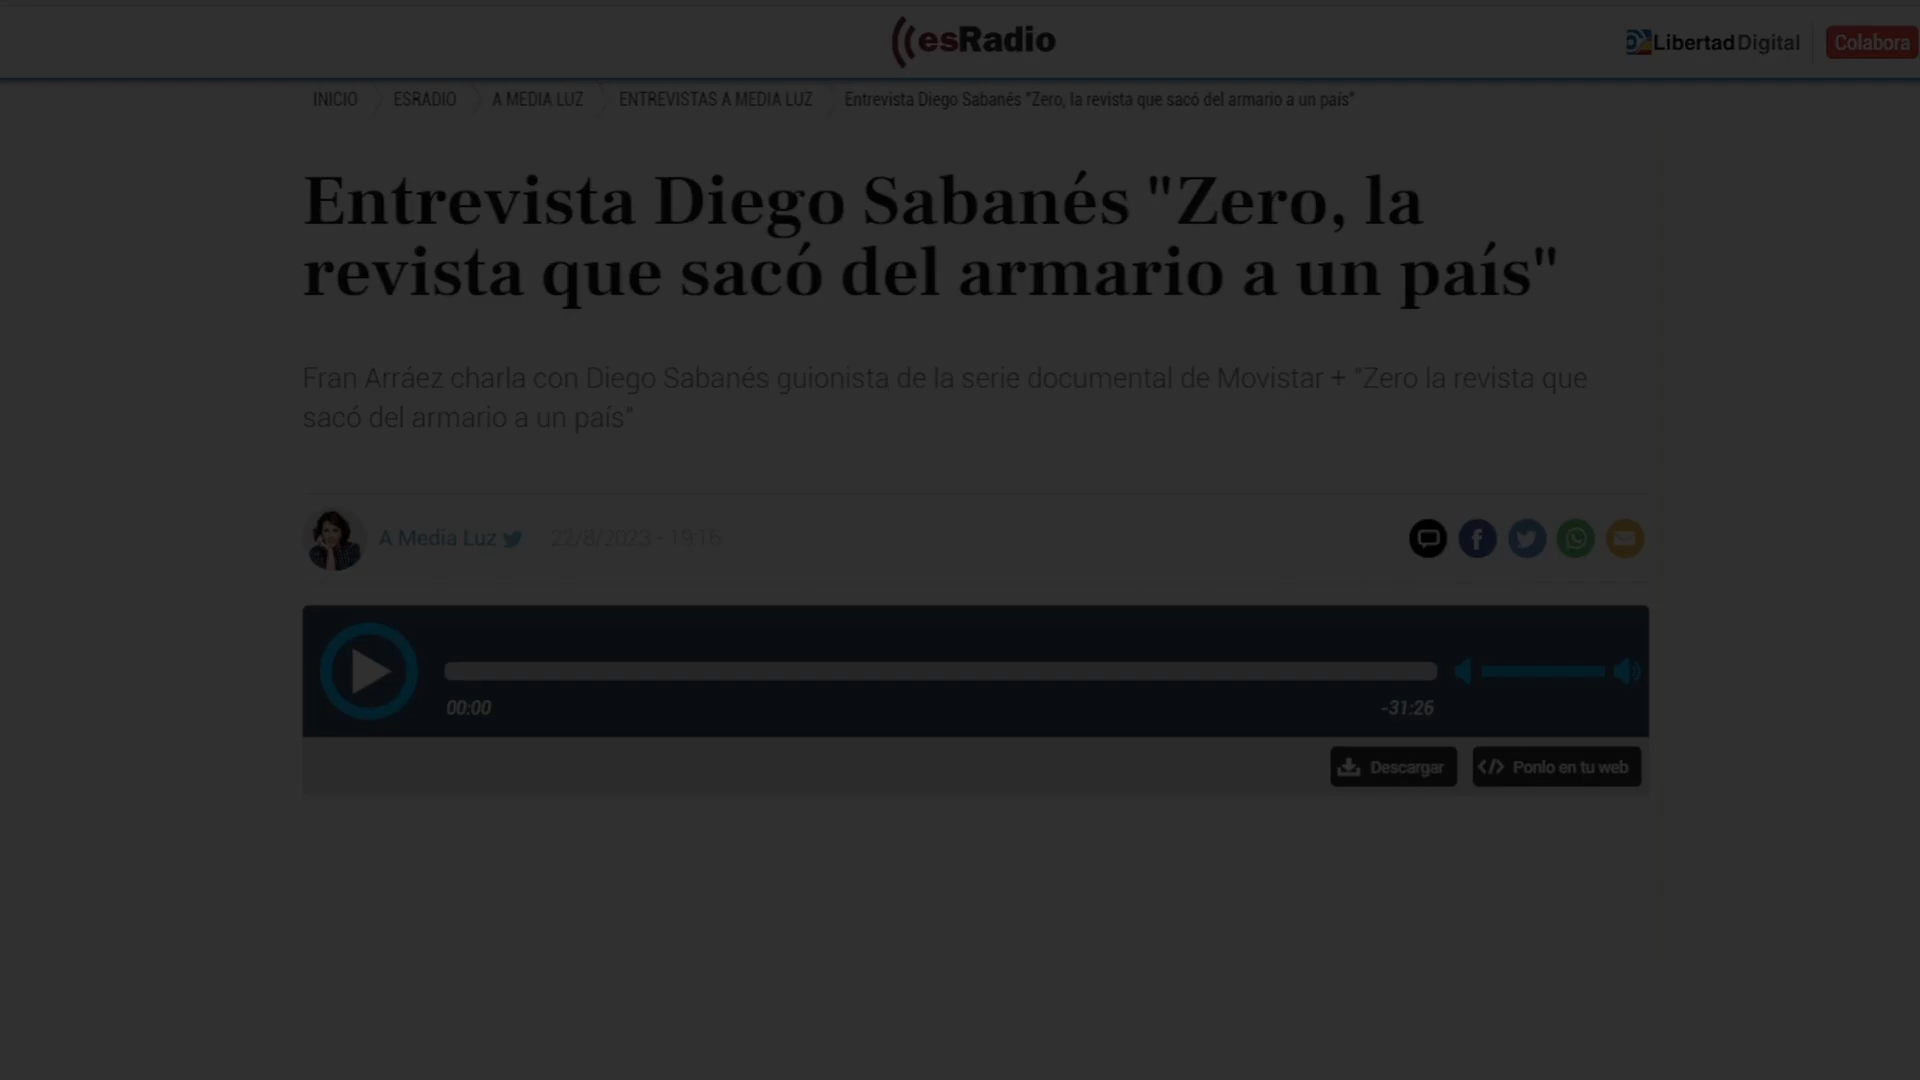 esRadio
LibertadDigital
Colabora
INICIO ESRADIO A MEDIA LUZ ENTREVISTAS A MEDIA LUZ Entrevista Diego Sabanés "Zero, la revista que sacó del armario a un país"
Entrevista Diego Sabanés "Zero, la
revista que sacó del armario a un país"
Fran Arráez charla con Diego Sabanés guionista de la serie documental de Movistar + "Zero la revista que
sacó del armario a un país"
A Media Luz 22/8/2023 - 19:16
00:00 -31:26
Descargar Ponlo en tu web